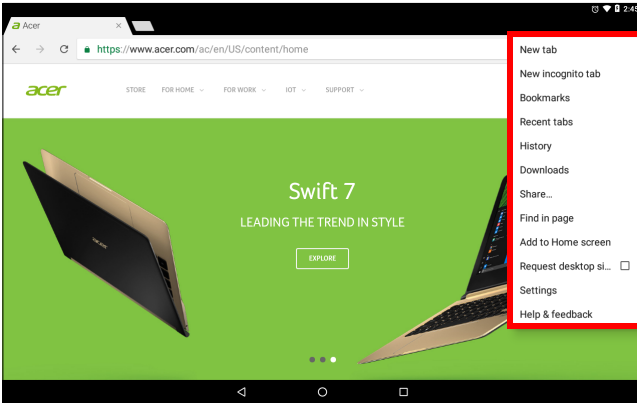 2:45
Acer
https://www.acer.com/ac/en/US/content/home
acer
STORE FOR HOME FOR WORK IOT SUPPORT
Swift 7
LEADING THE TREND IN STYLE
EXPLORE
New tab
New incognito tab
Bookmarks
Recent tabs
History
Downloads
Share...
Find in page
Add to Home screen
Request desktop si...
Settings
Help & feedback